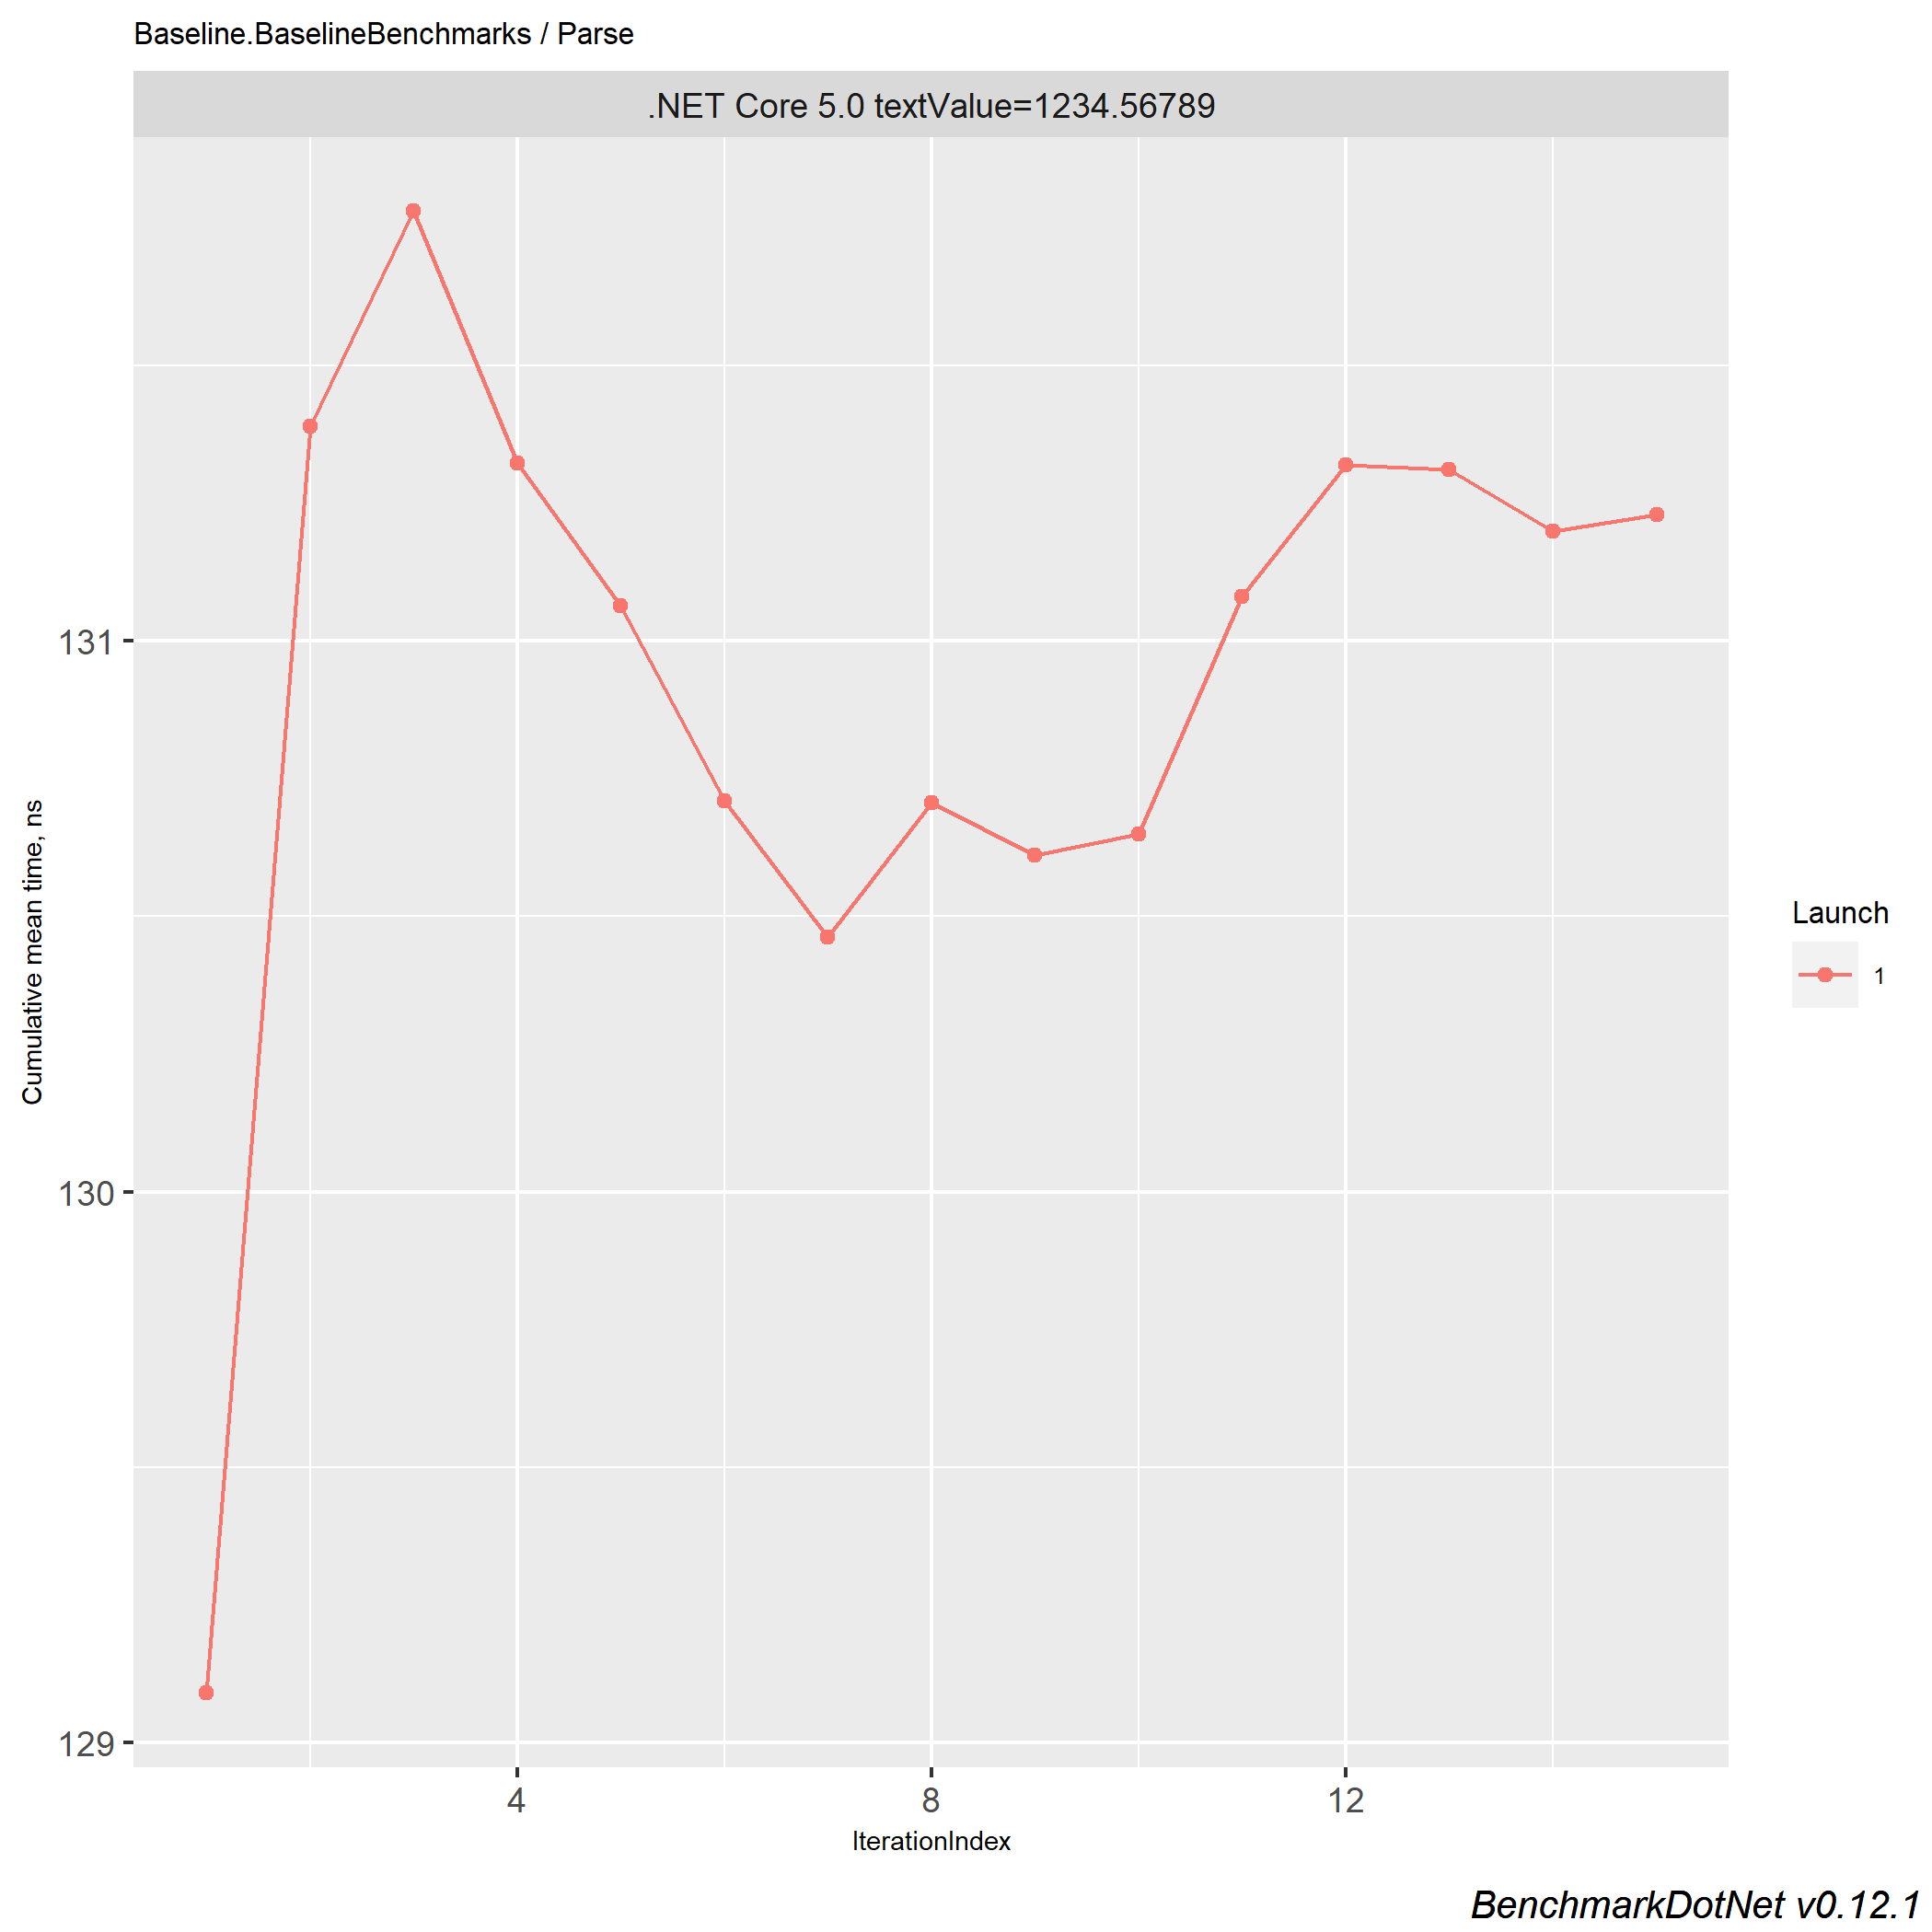 Baseline.BaselineBenchmarks / Parse
.NET Core 5.0 textValue=1234.56789
131
130
129
Cumulative mean time, ns
4 8 12
IterationIndex
Launch
1
BenchmarkDotNet v0.12.1